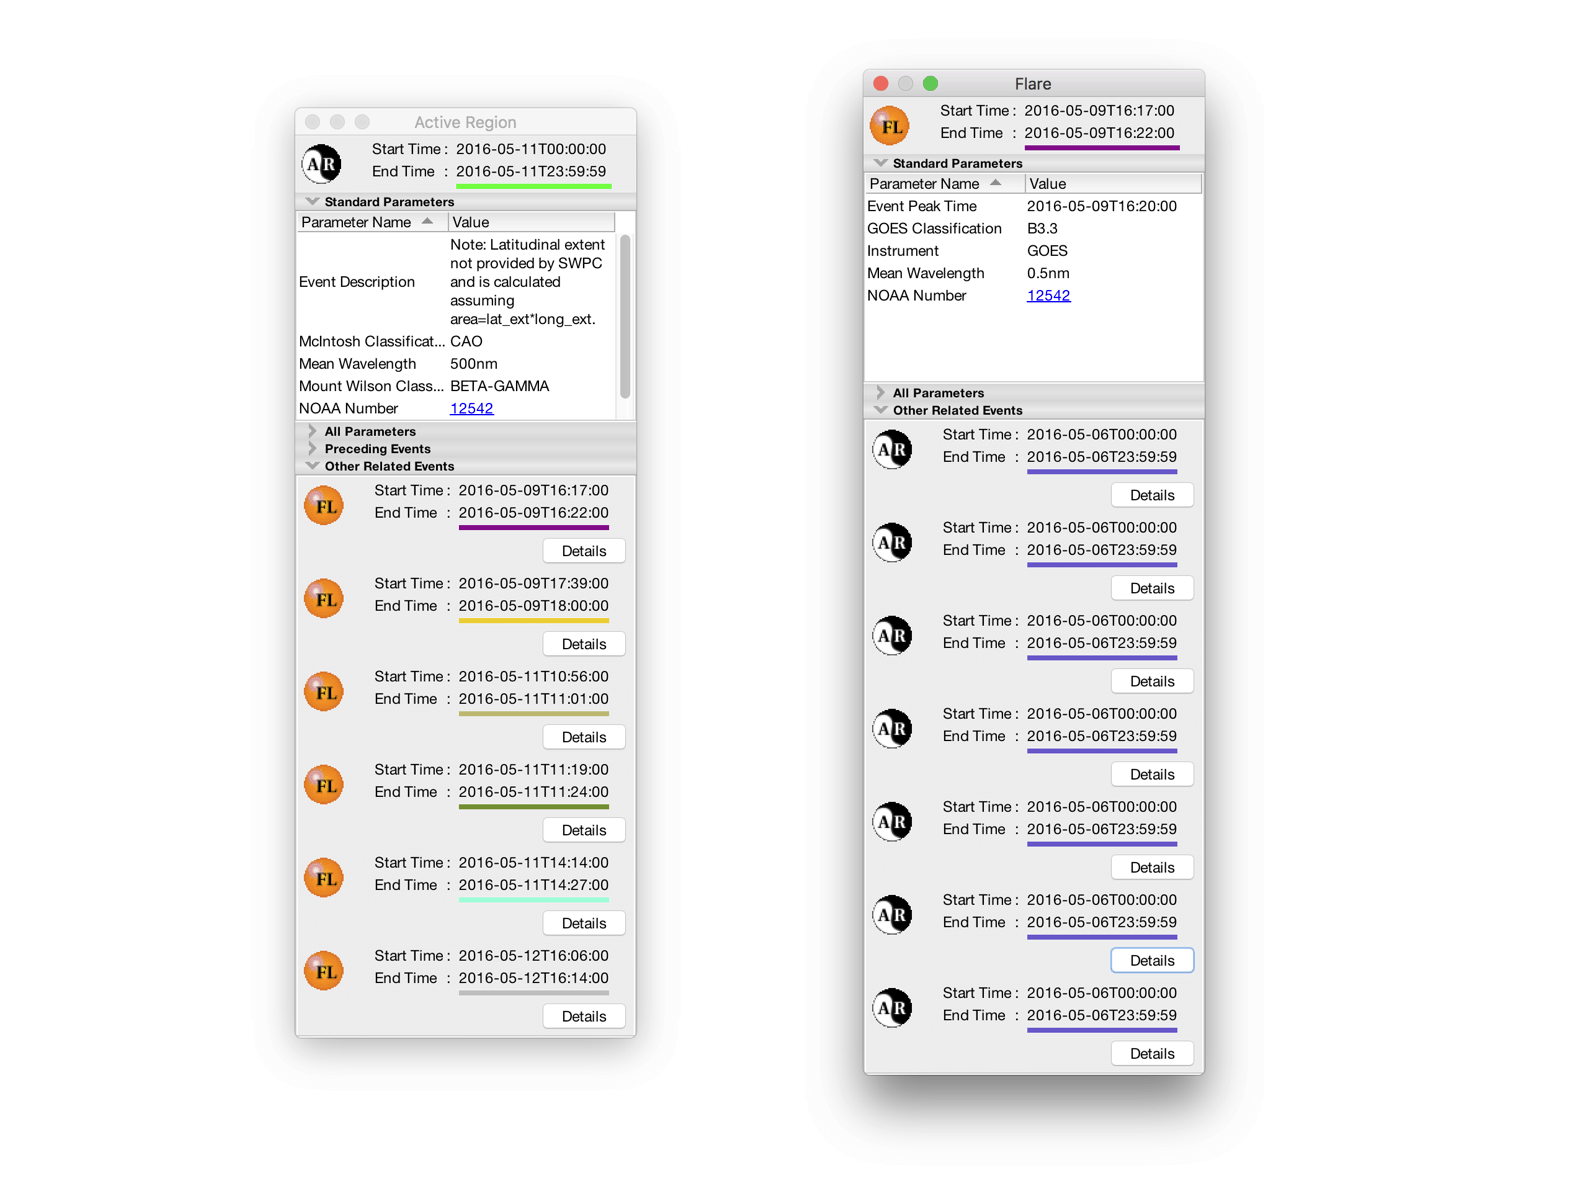 Active Region
AR
Start Time : 2016-05-11T00:00:00
End Time : 2016-05-11T23:59:59
Standard Parameters
Parameter Name Value
Event Description
Note: Latitudinal extent
not provided by SWPC
and is calculated
assuming
area=lat_ext*long_ext.
McIntosh Classificat... CAO
Mean Wavelength 500nm
Mount Wilson Class... BETA-GAMMA
NOAA Number 12542
All Parameters
Preceding Events
Other Related Events
FL
Start Time : 2016-05-09T16:17:00
End Time : 2016-05-09T16:22:00
Details
FL
Start Time : 2016-05-09T17:39:00
End Time : 2016-05-09T18:00:00
Details
FL
Start Time : 2016-05-11T10:56:00
End Time : 2016-05-11T11:01:00
Details
FL
Start Time : 2016-05-11T11:19:00
End Time : 2016-05-11T11:24:00
Details
FL
Start Time : 2016-05-11T14:14:00
End Time : 2016-05-11T14:27:00
Details
FL
Start Time : 2016-05-12T16:06:00
End Time : 2016-05-12T16:14:00
Details
Flare
FL
Start Time : 2016-05-09T16:17:00
End Time : 2016-05-09T16:22:00
Standard Parameters
Parameter Name Value
Event Peak Time 2016-05-09T16:20:00
GOES Classification B3.3
Instrument GOES
Mean Wavelength 0.5nm
NOAA Number 12542
All Parameters
Other Related Events
AR
Start Time : 2016-05-06T00:00:00
End Time : 2016-05-06T23:59:59
Details
AR
Start Time : 2016-05-06T00:00:00
End Time : 2016-05-06T23:59:59
Details
AR
Start Time : 2016-05-06T00:00:00
End Time : 2016-05-06T23:59:59
Details
AR
Start Time : 2016-05-06T00:00:00
End Time : 2016-05-06T23:59:59
Details
AR
Start Time : 2016-05-06T00:00:00
End Time : 2016-05-06T23:59:59
Details
AR
Start Time : 2016-05-06T00:00:00
End Time : 2016-05-06T23:59:59
Details
AR
Start Time : 2016-05-06T00:00:00
End Time : 2016-05-06T23:59:59
Details